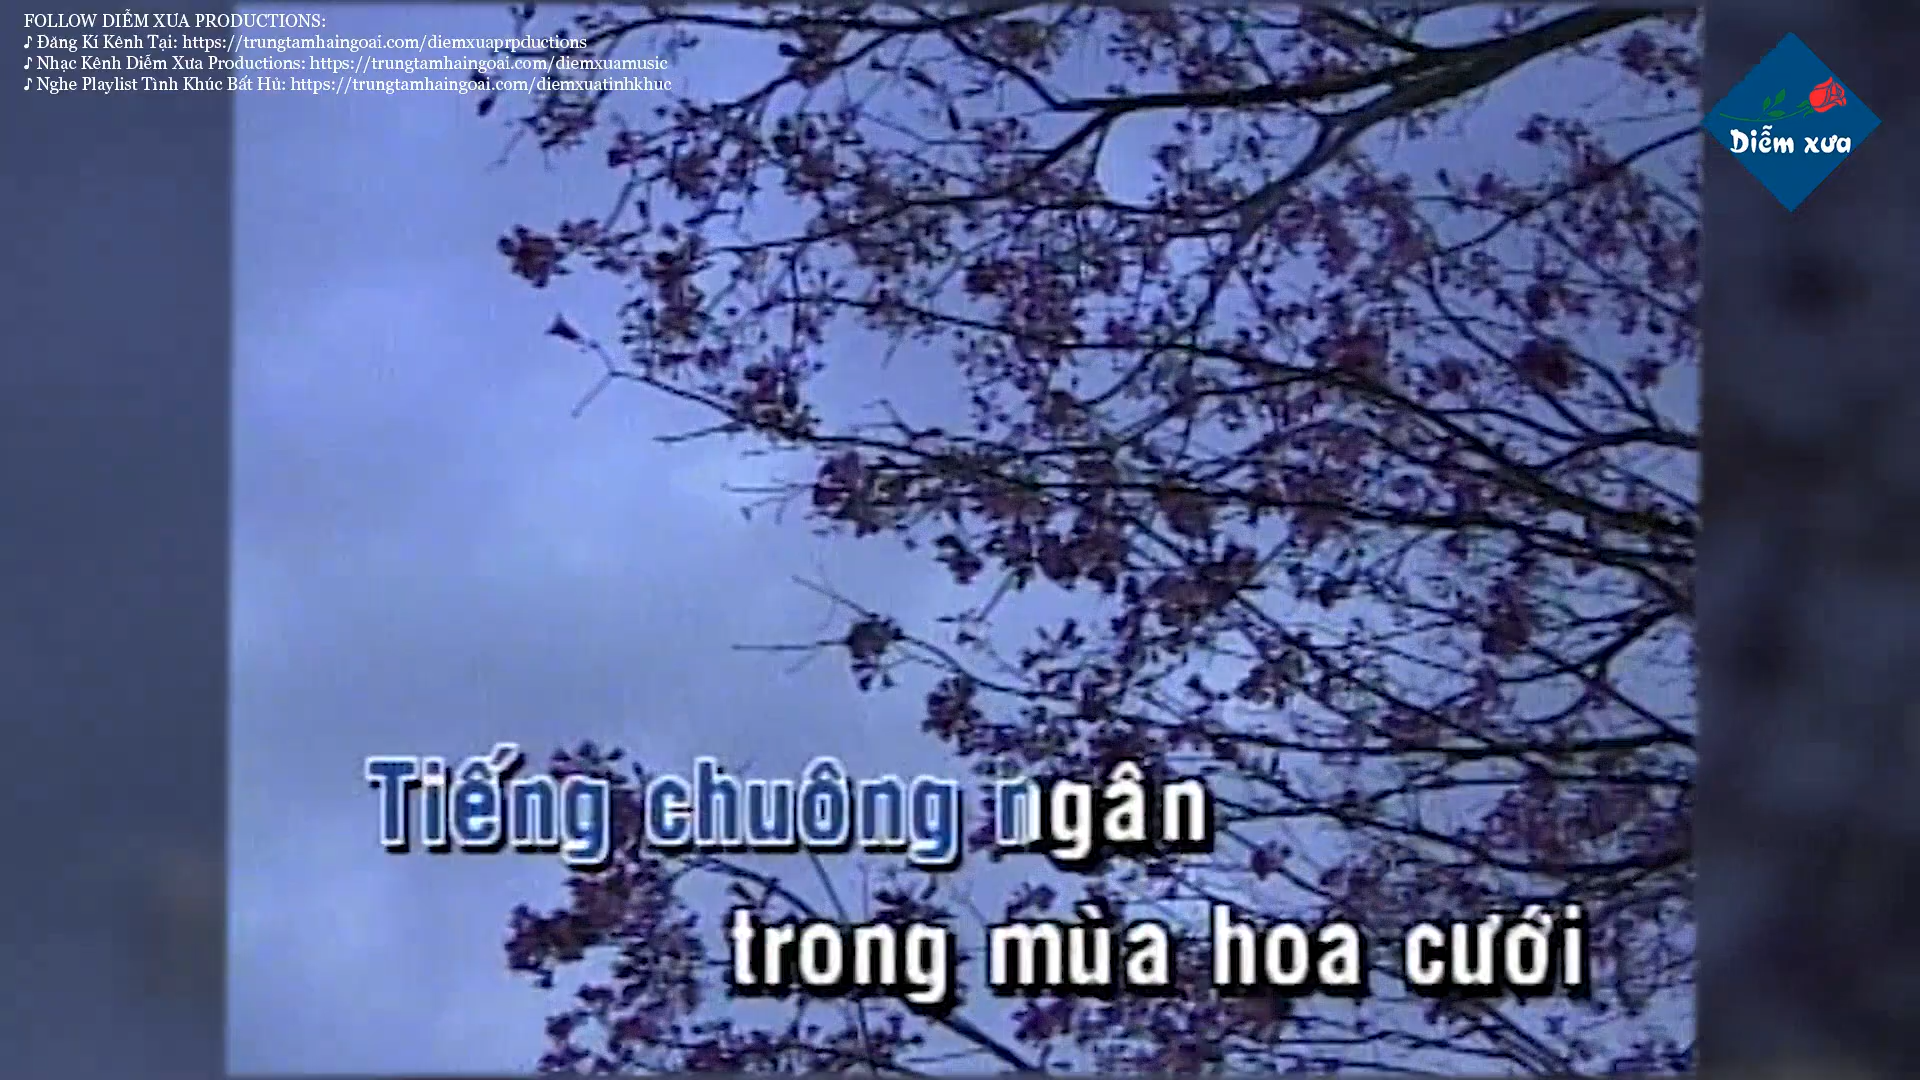 FOLLOW DIỄM XUA PRODUCTIONS:
♪ Đăng Kí Kênh Tại: https://trungtamhaingoai.com/diemxuaprpductions
♪ Nhạc Kênh Diễm Xưa Productions: https://trungtamhaingoai.com/diemxuamusic
♪ Nghe Playlist Tình Khúc Bất Hủ: https://trungtamhaingoai.com/diemxuatinhkhuc
Diễm xưa
Tiếng chuông ngân
trong mùa hoa cưới